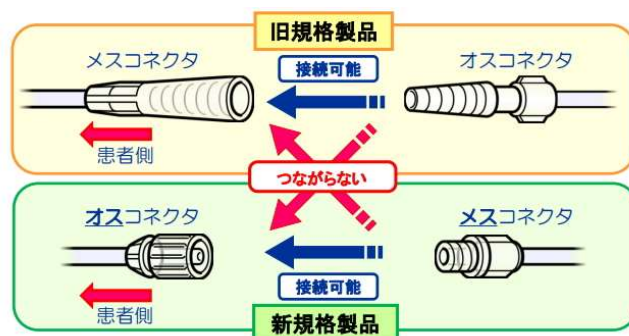 旧規格製品
メスコネクタ
接続可能
オスコネクタ
患者側
つながらない
オスコネクタ
メスコネクタ
接続可能
患者側
新規格製品